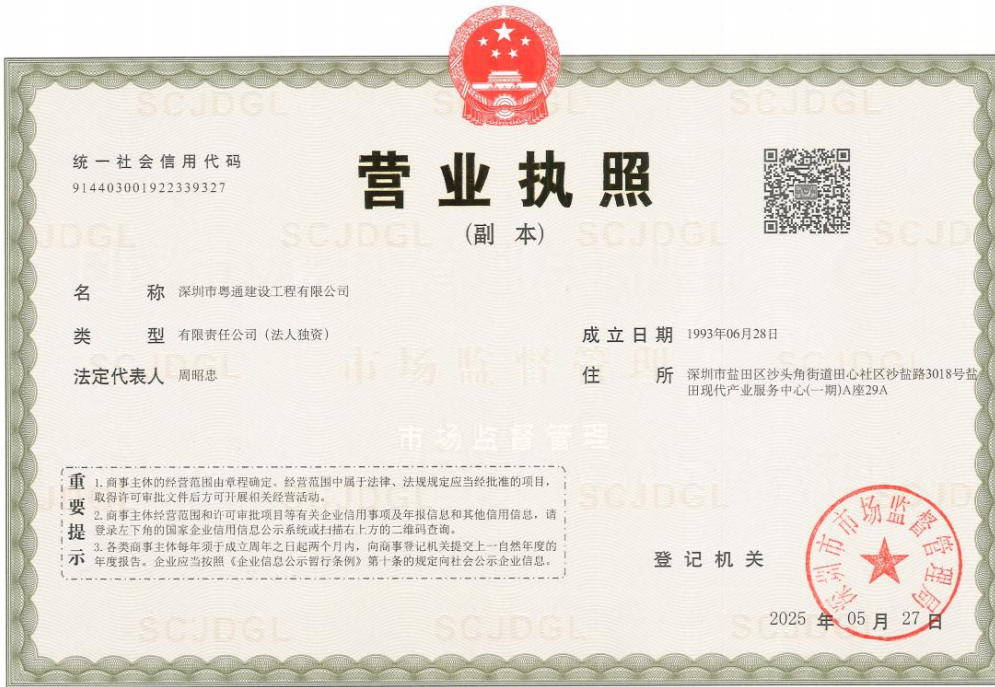 统一社会信用代码
914403001922339327
营业执照
(副 本)
名 称 深圳市粤通建设工程有限公司
类 型 有限责任公司（法人独资）
成立日期 1993年06月28日
法定代表人 周昭忠
住 所 深圳市盐田区沙头角街道田心社区沙盐路3018号盐
田现代产业服务中心(一期)A座29A
市场监督管理
市场监督管理
重要提示
1. 商事主体的经营范围由章程确定。经营范围中属于法律、法规规定应当经批准的项目，
取得许可审批文件后方可开展相关经营活动。
2. 商事主体经营范围和许可审批项目等有关企业信用事项及年报信息和其他信用信息，请
登录左下角的国家企业信用信息公示系统或扫描右上方的二维码查询。
3. 各类商事主体每年须于成立周年之日起两个月内，向商事登记机关提交上一自然年度的
年度报告。企业应当按照《企业信息公示暂行条例》第十条的规定向社会公示企业信息。
登记机关
深圳市市场监督管理局
2025 年 05 月 27 日
SCJDGL